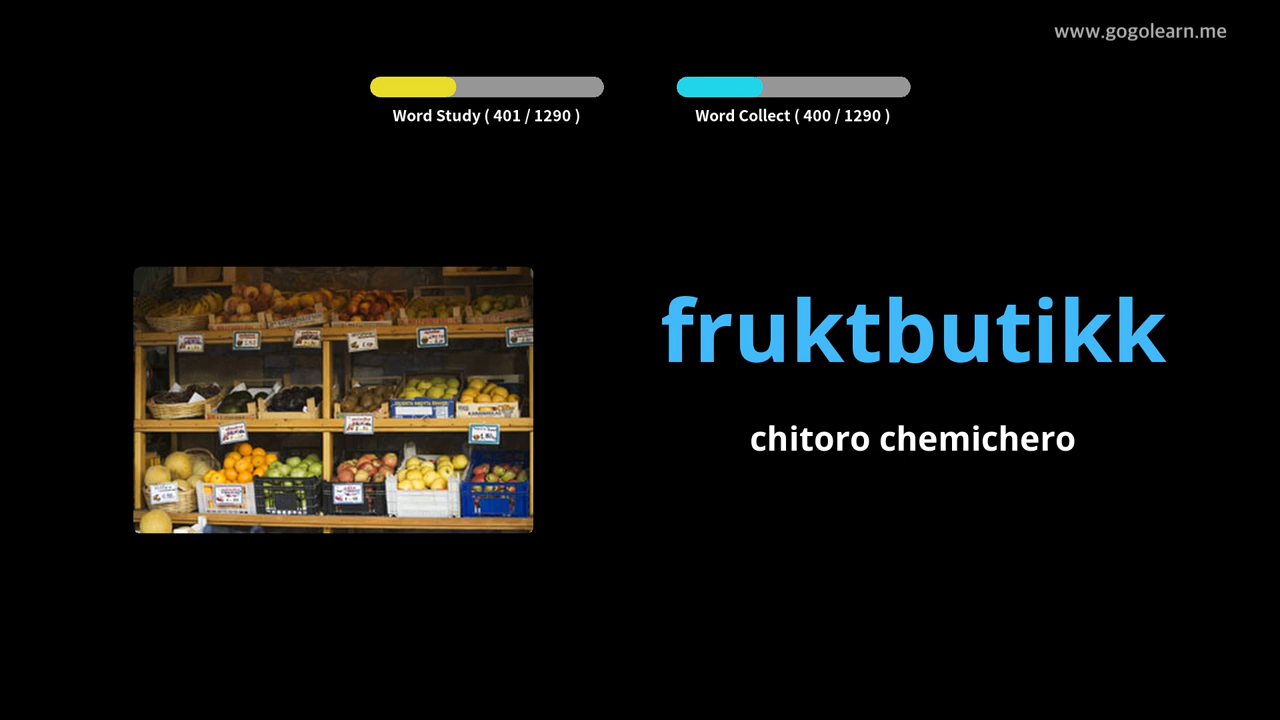 www.gogolearn.me
Word Study ( 401 / 1290 )
Word Collect ( 400 / 1290 )
fruktbutikk
chitoro chemichero